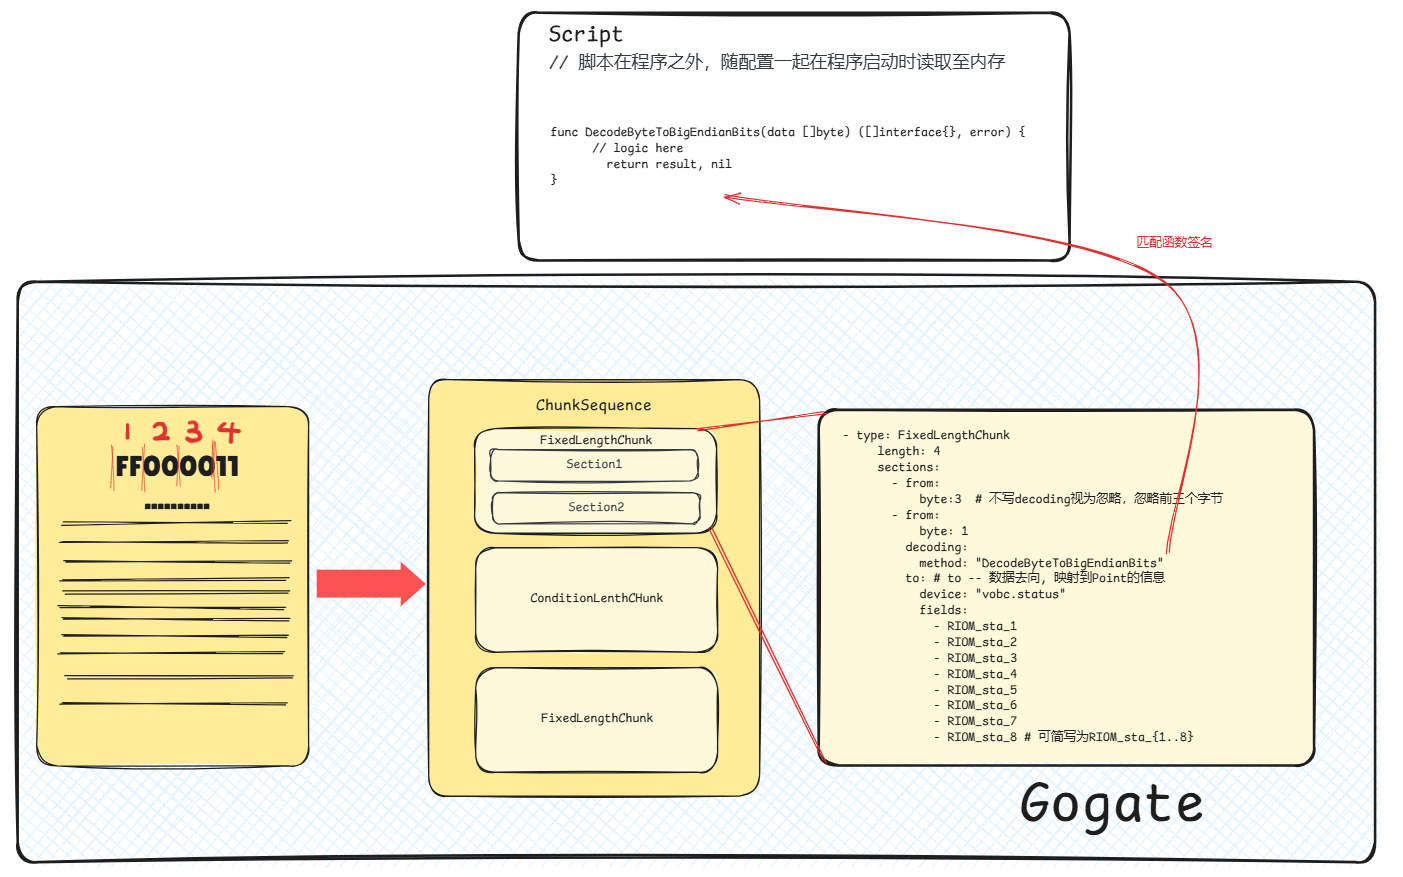 Script
// 脚本在程序之外，随配置一起在程序启动时读取至内存
func DecodeByteToBigEndianBits(data []byte) ([]interface{}, error) {
// logic here
return result, nil
}
匹配函数签名
1 2 3 4
FF000011
..........
ChunkSequence
FixedLengthChunk
Section1
Section2
ConditionLenthCHunk
FixedLengthChunk
- type: FixedLengthChunk
length: 4
sections:
- from:
byte:3 # 不写decoding视为忽略，忽略前三个字节
- from:
byte: 1
decoding:
method: "DecodeByteToBigEndianBits"
to: # to -- 数据去向，映射到Point的信息
device: "vobc.status"
fields:
- RIOM_sta_1
- RIOM_sta_2
- RIOM_sta_3
- RIOM_sta_4
- RIOM_sta_5
- RIOM_sta_6
- RIOM_sta_7
- RIOM_sta_8 # 可简写为RIOM_sta_{1..8}
Gogate